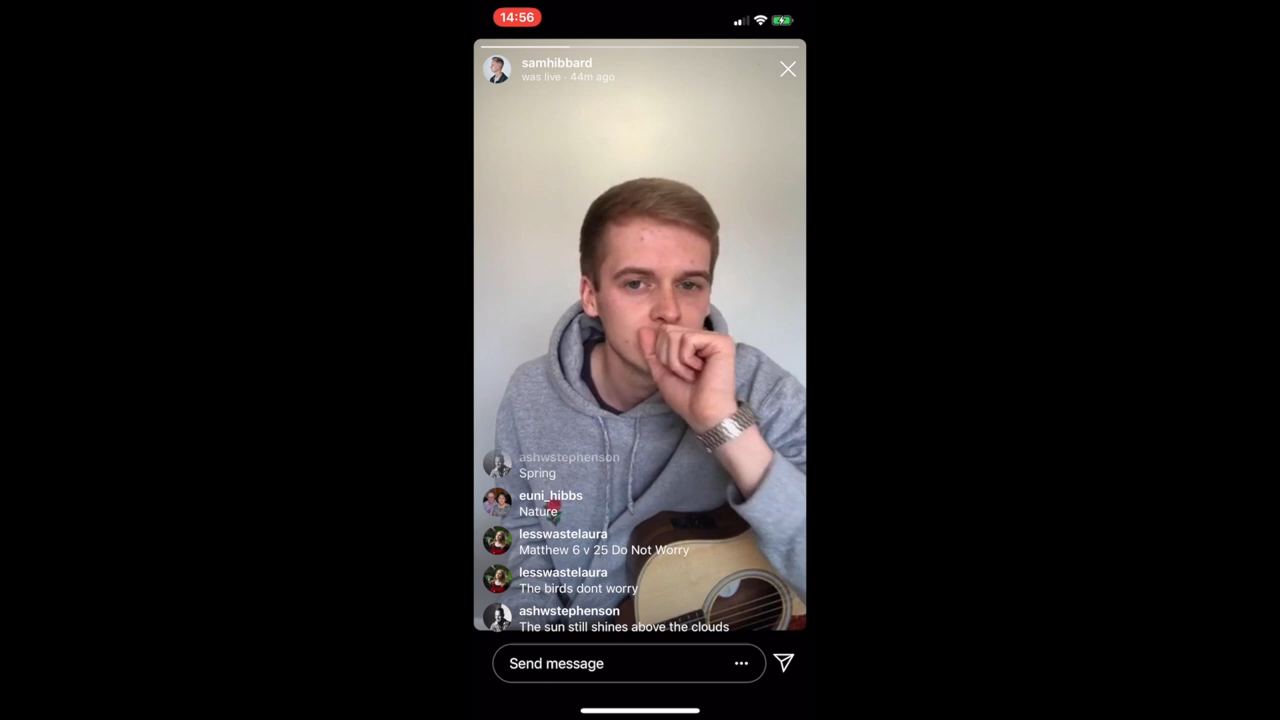 14:56
samhibbard
was live · 44m ago
ashwstephenson
Spring
euni_hibbs
Nature
lesswastelaura
Matthew 6 v 25 Do Not Worry
lesswastelaura
The birds dont worry
ashwstephenson
The sun still shines above the clouds
Send message